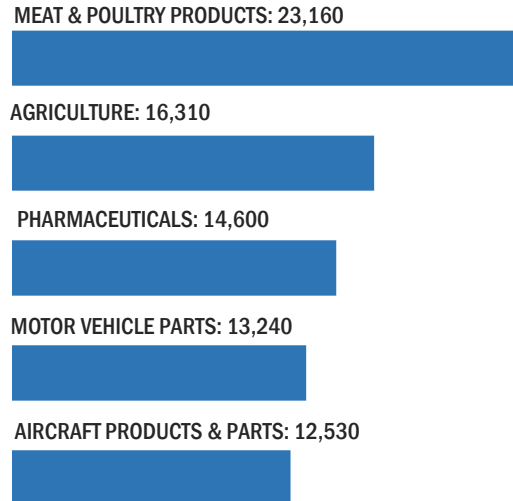 MEAT & POULTRY PRODUCTS: 23,160
AGRICULTURE: 16,310
PHARMACEUTICALS: 14,600
MOTOR VEHICLE PARTS: 13,240
AIRCRAFT PRODUCTS & PARTS: 12,530